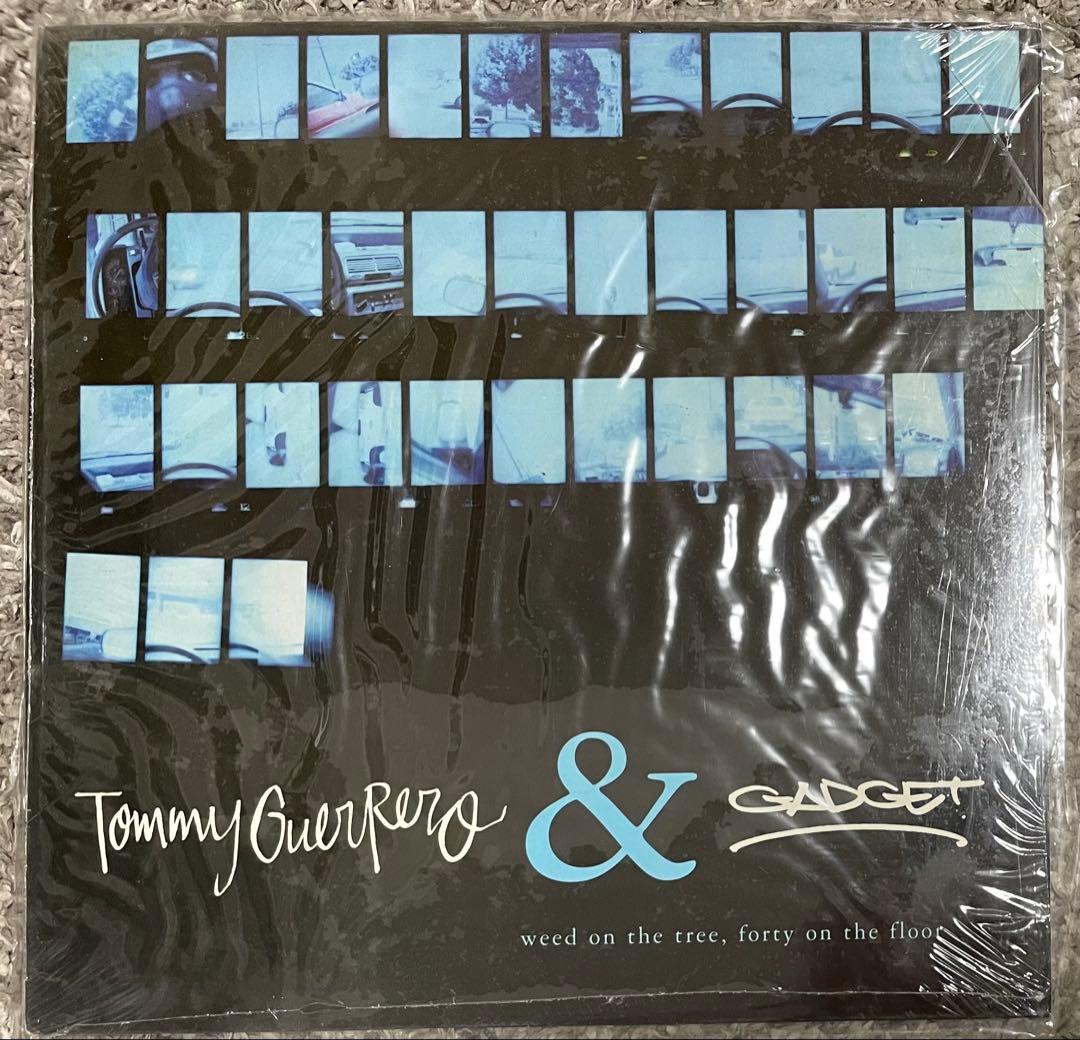 Tommy Guerrero & GADGET
weed on the tree, forty on the floor